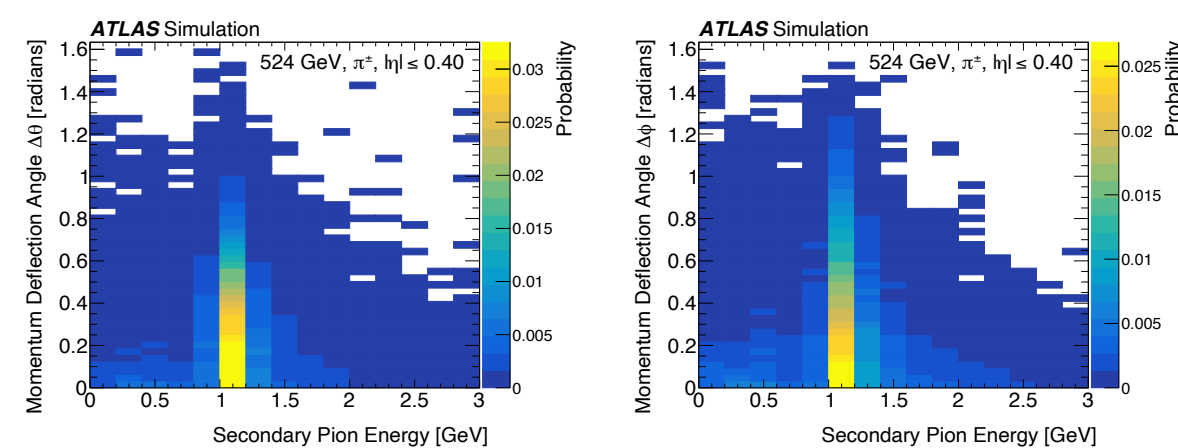 ATLAS Simulation
524 GeV, π±, |η| ≤ 0.40
Momentum Deflection Angle Δθ [radians]
1.6
1.4
1.2
1
0.8
0.6
0.4
0.2
0
0 0.5 1 1.5 2 2.5 3
Secondary Pion Energy [GeV]
0.03
0.025
0.02
0.015
0.01
0.005
0
Probability
ATLAS Simulation
524 GeV, π±, |η| ≤ 0.40
Momentum Deflection Angle Δϕ [radians]
1.6
1.4
1.2
1
0.8
0.6
0.4
0.2
0
0 0.5 1 1.5 2 2.5 3
Secondary Pion Energy [GeV]
0.025
0.02
0.015
0.01
0.005
0
Probability